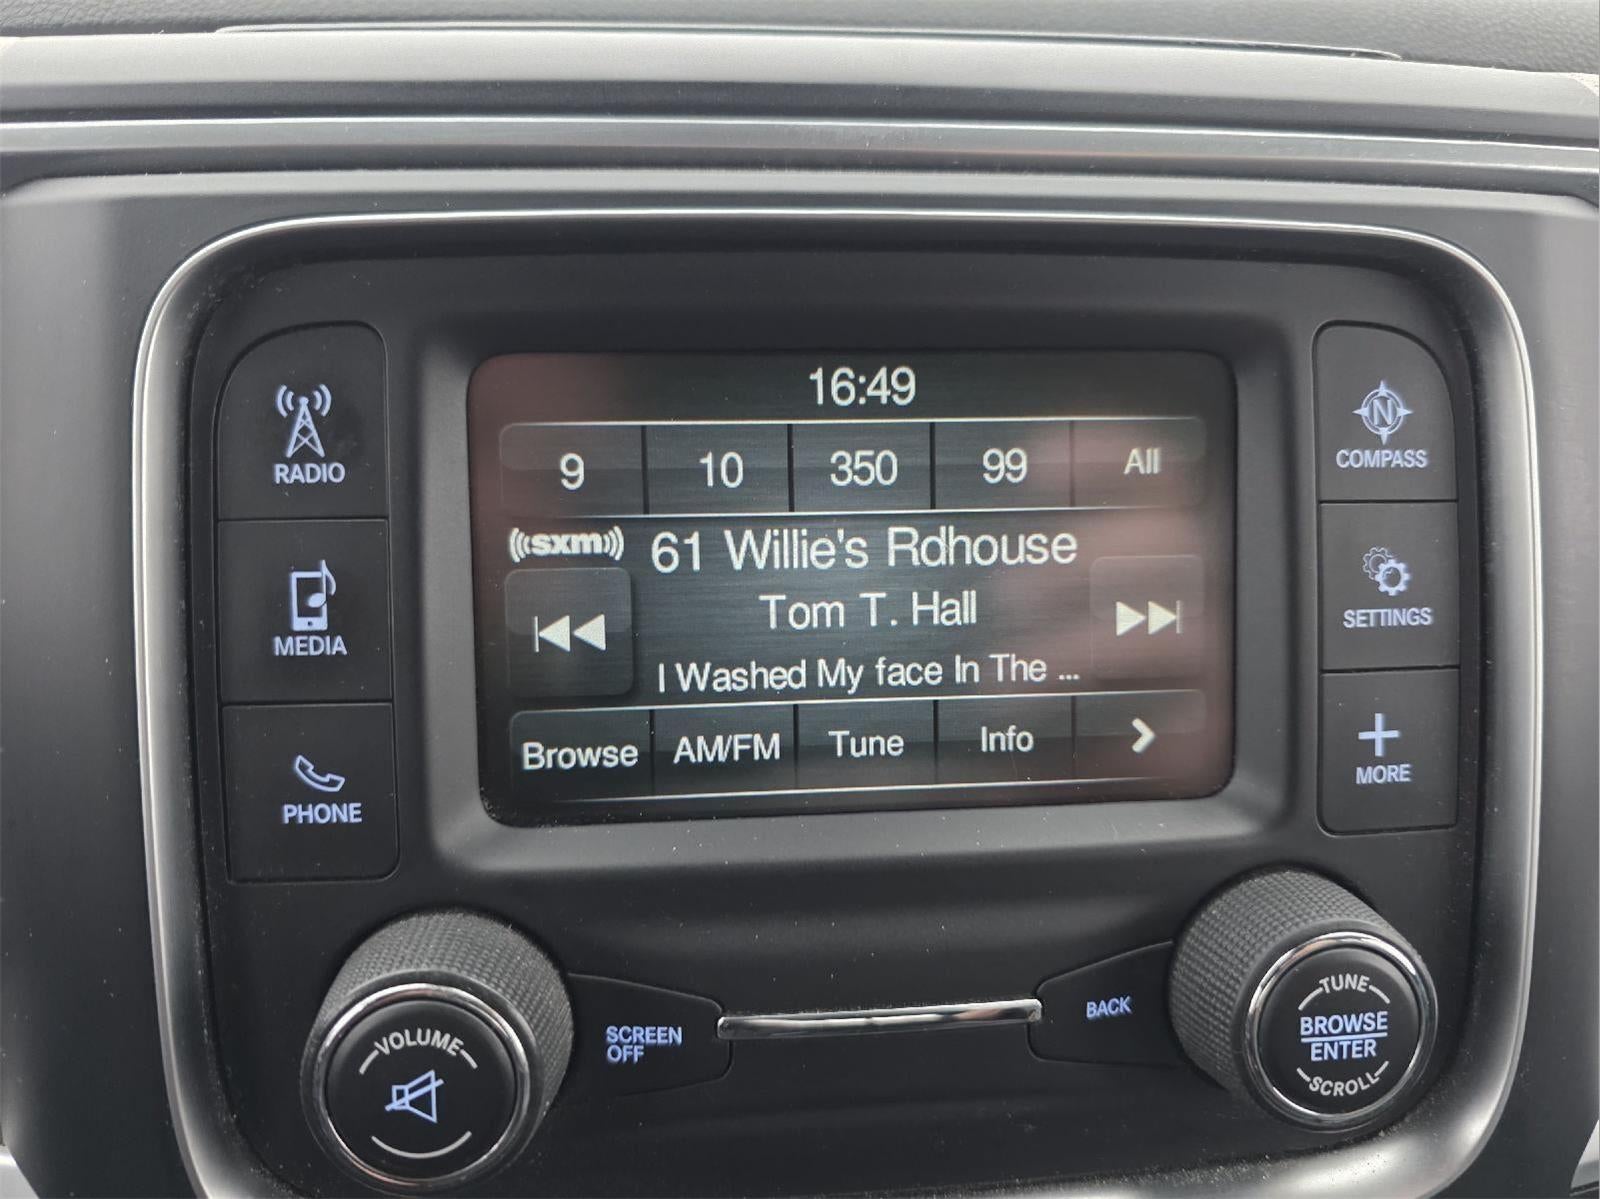 16:49
9 10 350 99 All
((sxm)) 61 Willie's Rdhouse
Tom T. Hall
I Washed My face In The ...
Browse AM/FM Tune Info
RADIO
MEDIA
PHONE
N
COMPASS
SETTINGS
MORE
VOLUME
SCREEN
OFF
BACK
TUNE
BROWSE
ENTER
SCROLL